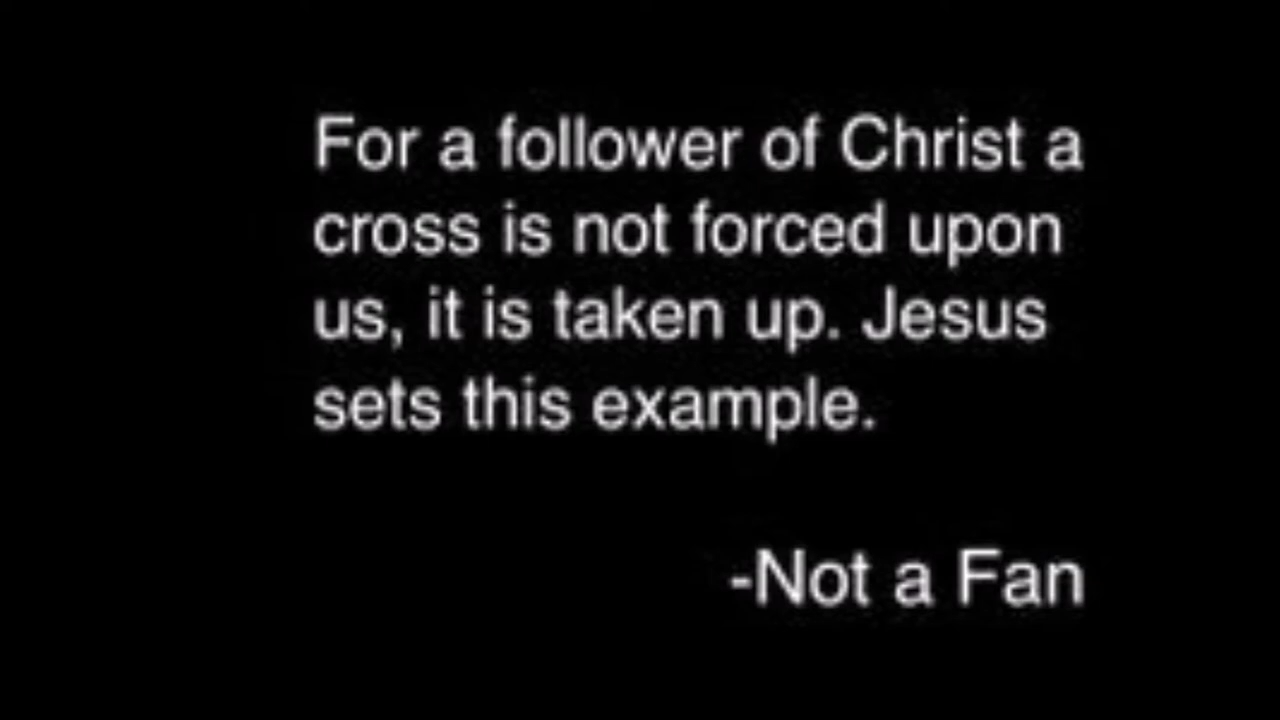 For a follower of Christ a
cross is not forced upon
us, it is taken up. Jesus
sets this example.
-Not a Fan